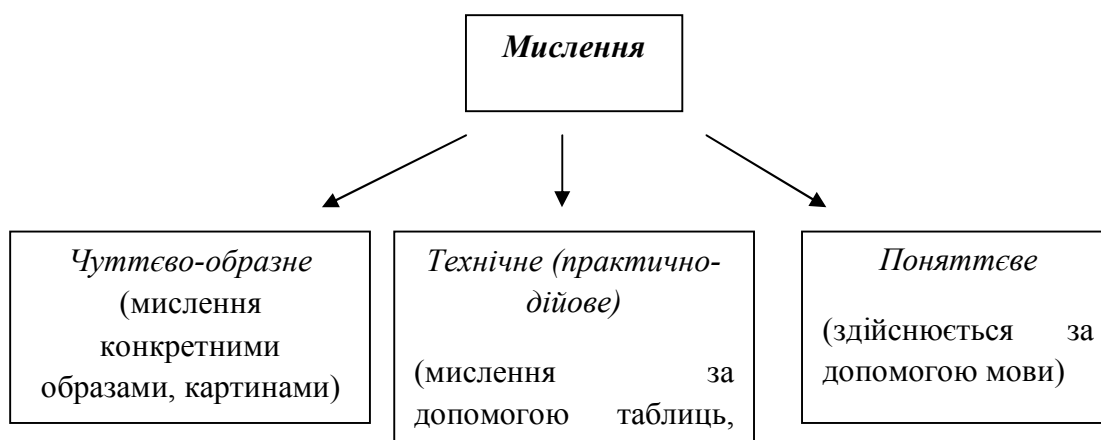 Мислення
Чуттєво-образне
(мислення
конкретними
образами, картинами)
Технічне (практично-
дійове)
(мислення за
допомогою таблиць,
Поняттєве
(здійснюється за
допомогою мови)